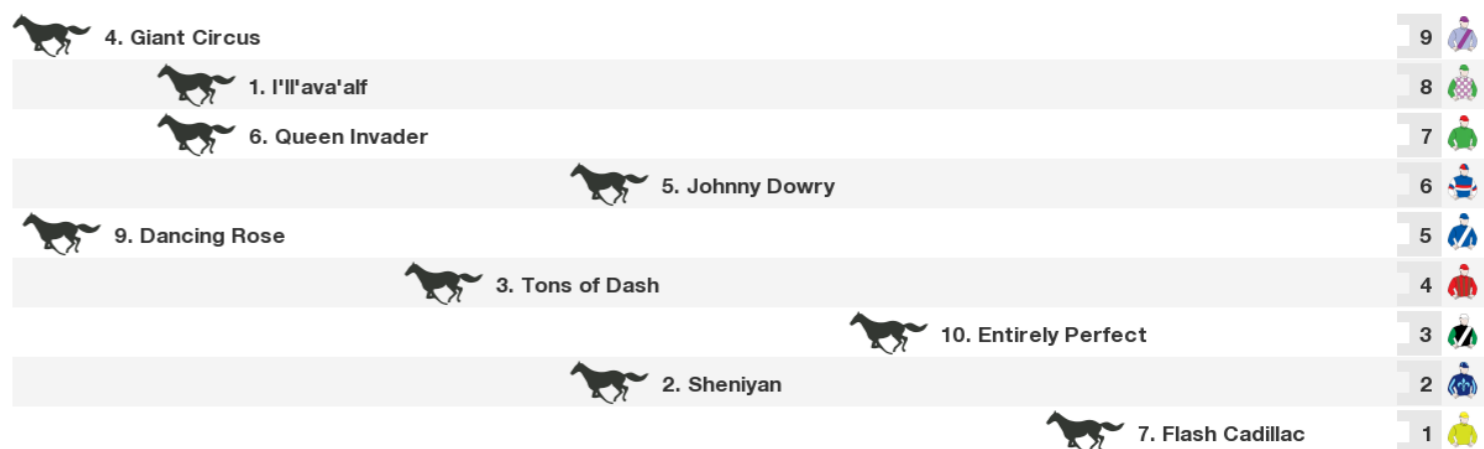 4. Giant Circus 9
1. I'll'ava'alf 8
6. Queen Invader 7
5. Johnny Dowry 6
9. Dancing Rose 5
3. Tons of Dash 4
10. Entirely Perfect 3
2. Sheniyan 2
7. Flash Cadillac 1